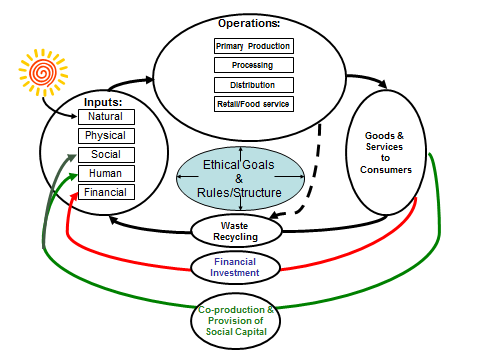 Operations:
Primary Production
Processing
Distribution
Retail/Food service
Inputs:
Natural
Physical
Social
Human
Financial
Goods &
Services
to
Consumers
Ethical Goals
&
Rules/Structure
Waste
Recycling
Financial
Investment
Co-production &
Provision of
Social Capital